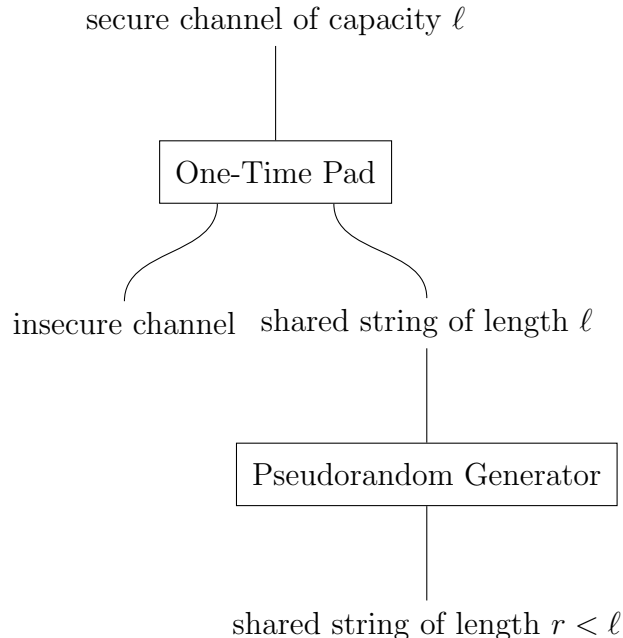 secure channel of capacity ℓ
One-Time Pad
insecure channel shared string of length ℓ
Pseudorandom Generator
shared string of length r < ℓ